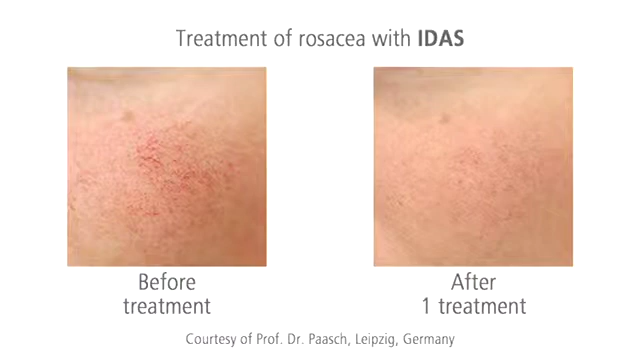 Treatment of rosacea with IDAS
Before
treatment
After
1 treatment
Courtesy of Prof. Dr. Paasch, Leipzig, Germany